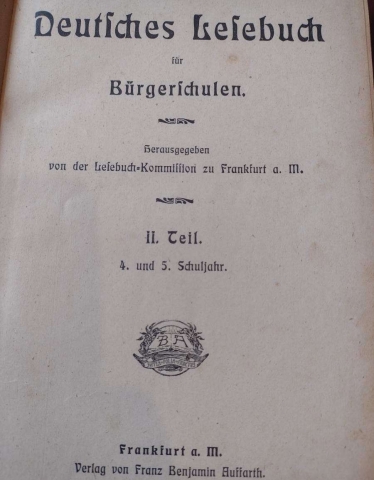 Deutsches Lesebuch
für
Bürgerschulen.
Herausgegeben
von der Lesebuch-Kommission zu Frankfurt a. M.
II. Teil.
4. und 5. Schuljahr.
B A
Frankfurt a. M.
Verlag von Franz Benjamin Auffarth.